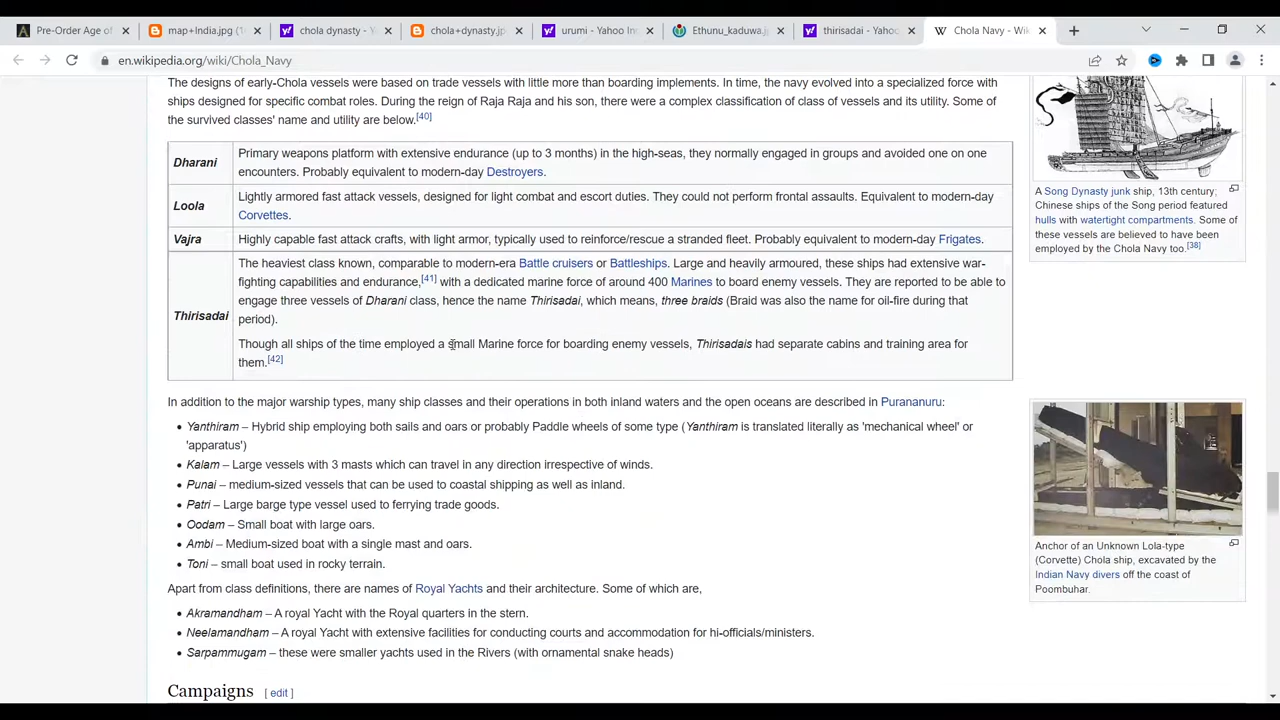 Pre-Order Age of
map+India.jpg (1
chola dynasty - Y
chola+dynasty.jp
urumi - Yahoo In
Ethunu_kaduwa.j
thirisadai - Yahoo
Chola Navy - Wik
en.wikipedia.org/wiki/Chola_Navy
The designs of early-Chola vessels were based on trade vessels with little more than boarding implements. In time, the navy evolved into a specialized force with
ships designed for specific combat roles. During the reign of Raja Raja and his son, there were a complex classification of class of vessels and its utility. Some of
the survived classes' name and utility are below.[40]
Dharani
Primary weapons platform with extensive endurance (up to 3 months) in the high-seas, they normally engaged in groups and avoided one on one
encounters. Probably equivalent to modern-day Destroyers.
Loola
Lightly armored fast attack vessels, designed for light combat and escort duties. They could not perform frontal assaults. Equivalent to modern-day
Corvettes.
Vajra
Highly capable fast attack crafts, with light armor, typically used to reinforce/rescue a stranded fleet. Probably equivalent to modern-day Frigates.
Thirisadai
The heaviest class known, comparable to modern-era Battle cruisers or Battleships. Large and heavily armoured, these ships had extensive war-
fighting capabilities and endurance,[41] with a dedicated marine force of around 400 Marines to board enemy vessels. They are reported to be able to
engage three vessels of Dharani class, hence the name Thirisadai, which means, three braids (Braid was also the name for oil-fire during that
period).
Though all ships of the time employed a small Marine force for boarding enemy vessels, Thirisadais had separate cabins and training area for
them.[42]
In addition to the major warship types, many ship classes and their operations in both inland waters and the open oceans are described in Purananuru:
• Yanthiram – Hybrid ship employing both sails and oars or probably Paddle wheels of some type (Yanthiram is translated literally as 'mechanical wheel' or
'apparatus')
• Kalam – Large vessels with 3 masts which can travel in any direction irrespective of winds.
• Punai – medium-sized vessels that can be used to coastal shipping as well as inland.
• Patri – Large barge type vessel used to ferrying trade goods.
• Oodam – Small boat with large oars.
• Ambi – Medium-sized boat with a single mast and oars.
• Toni – small boat used in rocky terrain.
Apart from class definitions, there are names of Royal Yachts and their architecture. Some of which are,
• Akramandham – A royal Yacht with the Royal quarters in the stern.
• Neelamandham – A royal Yacht with extensive facilities for conducting courts and accommodation for hi-officials/ministers.
• Sarpammugam – these were smaller yachts used in the Rivers (with ornamental snake heads)
Campaigns [ edit ]
A Song Dynasty junk ship, 13th century;
Chinese ships of the Song period featured
hulls with watertight compartments. Some of
these vessels are believed to have been
employed by the Chola Navy too.[38]
Anchor of an Unknown Lola-type
(Corvette) Chola ship, excavated by the
Indian Navy divers off the coast of
Poombuhar.